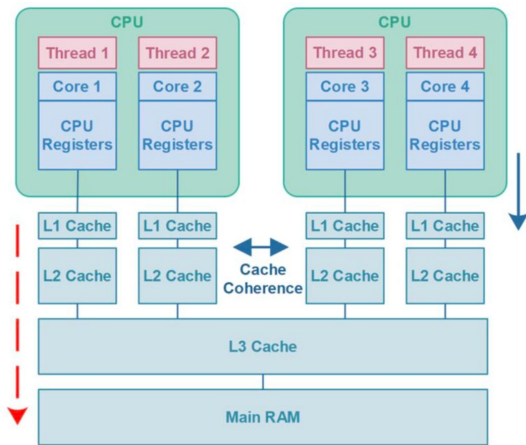 CPU
CPU
Thread 1
Thread 2
Thread 3
Thread 4
Core 1
Core 2
Core 3
Core 4
CPU
Registers
CPU
Registers
CPU
Registers
CPU
Registers
L1 Cache
L1 Cache
L1 Cache
L1 Cache
L2 Cache
L2 Cache
Cache
Coherence
L2 Cache
L2 Cache
L3 Cache
Main RAM